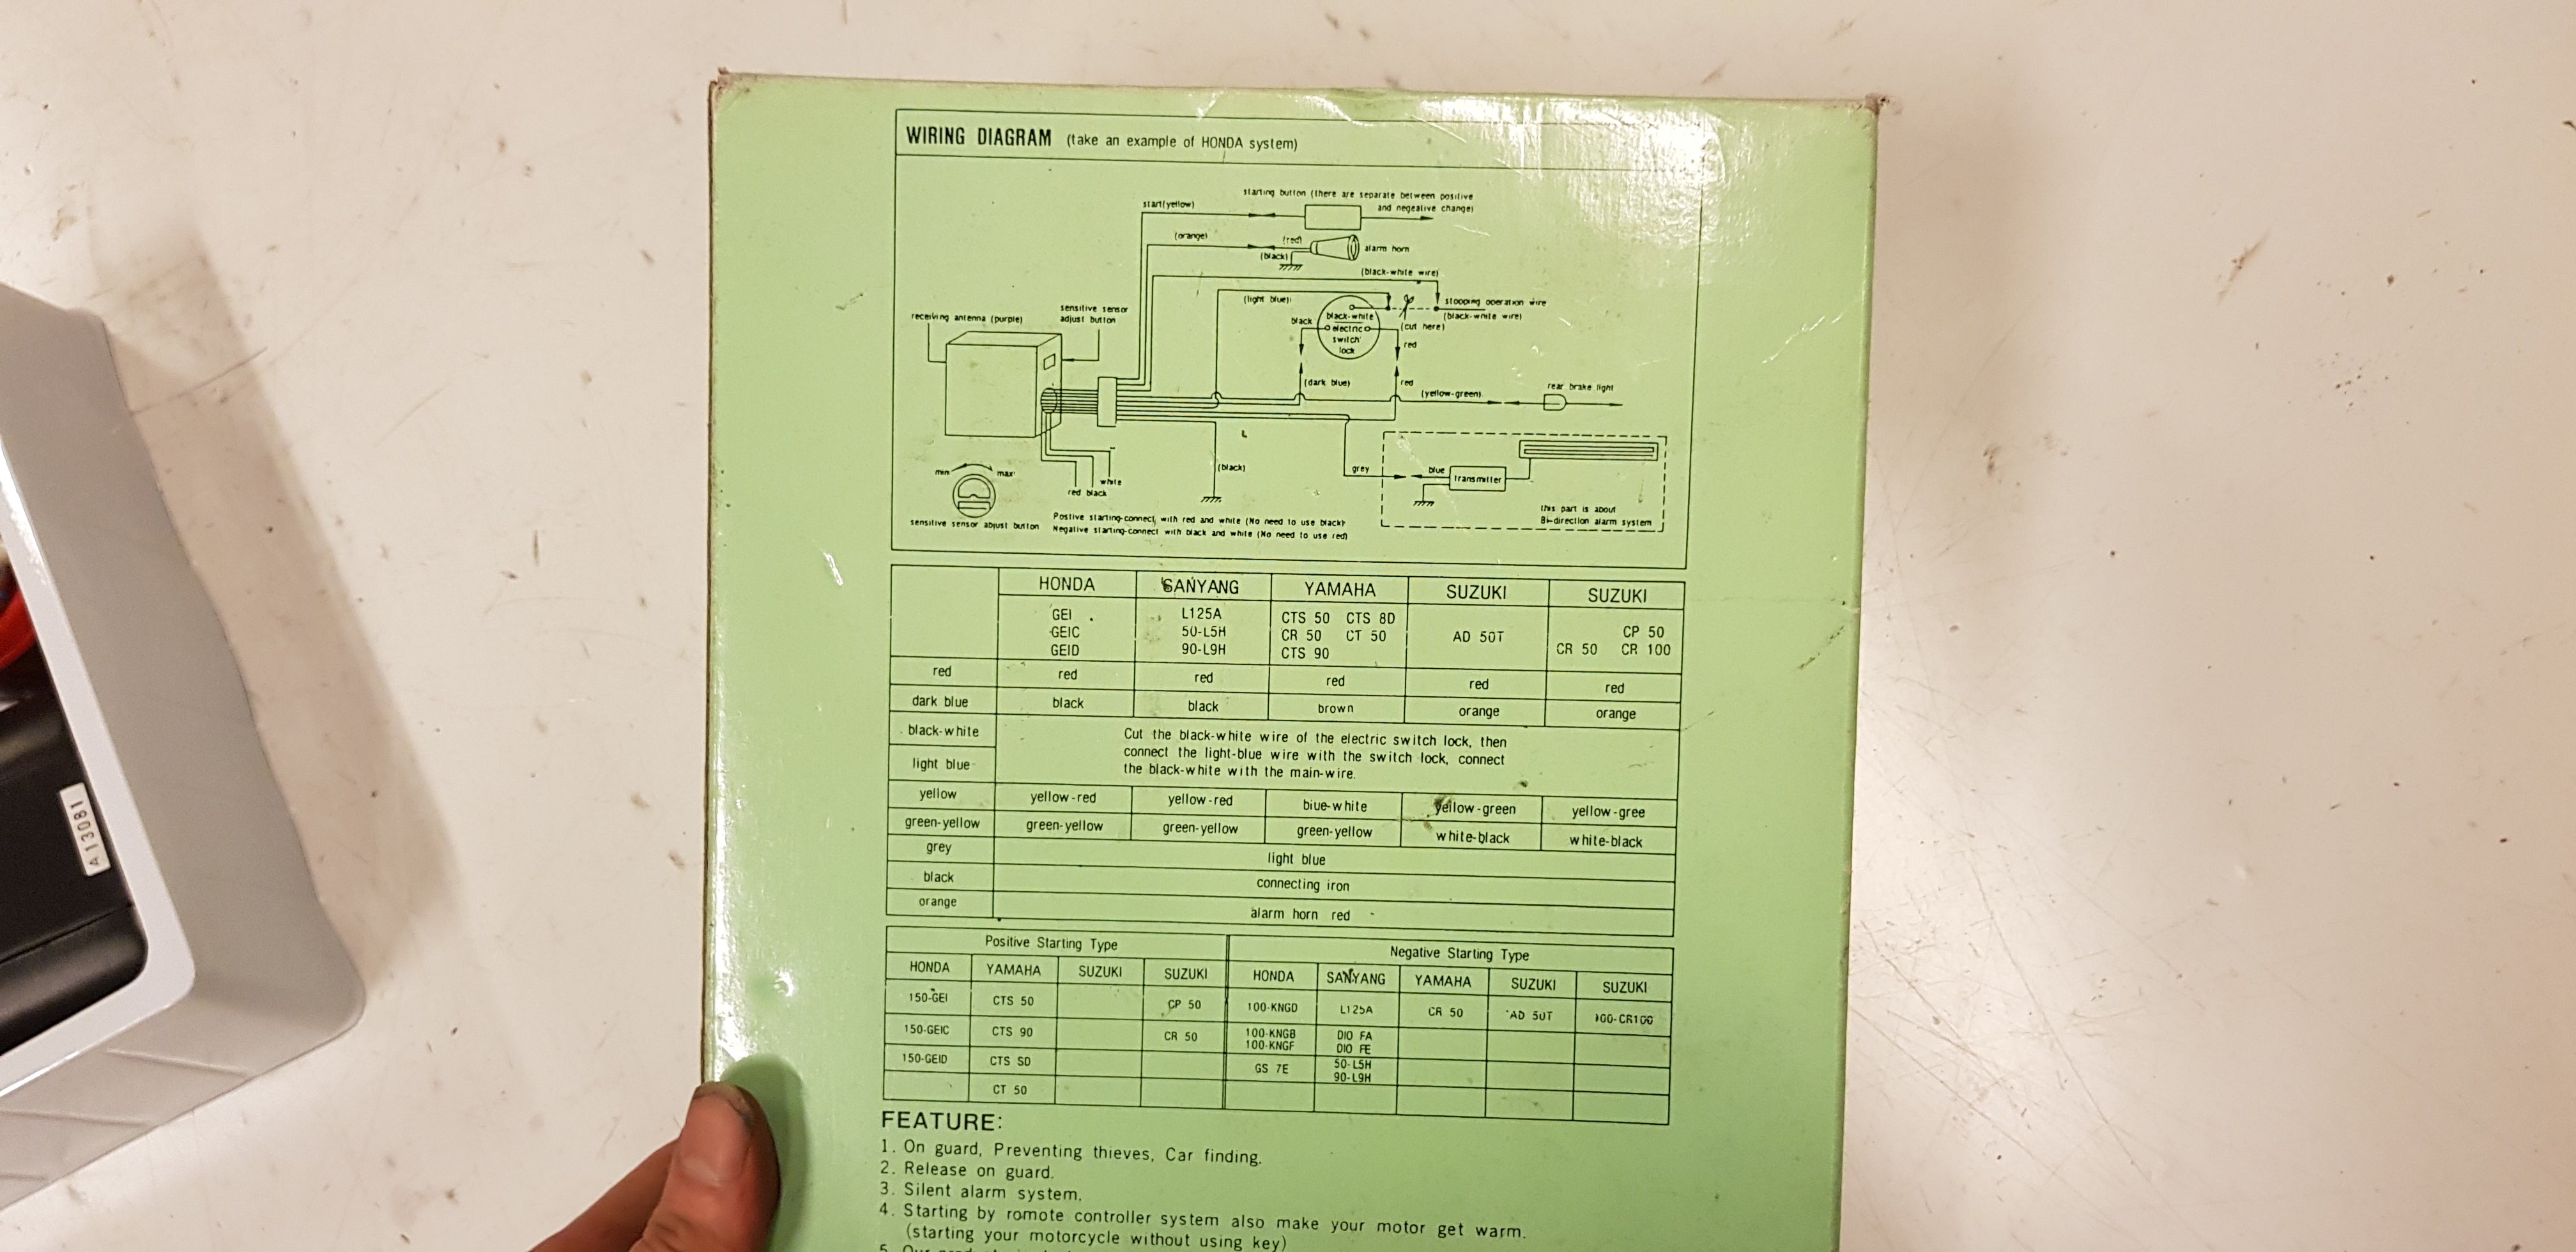 WIRING DIAGRAM (take an example of HONDA system)
starting button (there are separate between positive
and negeative change)
start(yellow)
(orange)
(red)
alarm horn
(black)
(black-white wire)
(light blue)
stopping operation wire
(black-white wire)
(cut here)
black
black-white
electric
switch
lock
red
receiving antenna (purple)
sensitive sensor
adjust button
(dark blue)
red
(yellow-green)
rear brake light
min
max
red black
white
(black)
grey
blue
transmitter
this part is about
Bi-direction alarm system
sensitive sensor adjust button
Postive starting-connect, with red and white (No need to use black)
Negative starting-connect with black and white (No need to use red)
HONDA SANYANG YAMAHA SUZUKI SUZUKI
GEI L125A CTS 50 CTS 8D CP 50
GEIC 50-L5H CR 50 CT 50 AD 50T
GEID 90-L9H CTS 90 CR 50 CR 100
red red red red red red
dark blue black black brown orange orange
black-white
light blue
Cut the black-white wire of the electric switch lock, then
connect the light-blue wire with the switch lock, connect
the black-white with the main-wire.
yellow yellow-red yellow-red blue-white yellow-green yellow-gree
green-yellow green-yellow green-yellow green-yellow white-black white-black
grey light blue
black connecting iron
orange alarm horn red
Positive Starting Type Negative Starting Type
HONDA YAMAHA SUZUKI SUZUKI HONDA SANYANG YAMAHA SUZUKI SUZUKI
150-GEI CTS 50 CP 50 100-KNGD L125A CR 50 AD 50T 100-CR100
150-GEIC CTS 90 CR 50 100-KNGB DIO FA
100-KNGF DIO FE
150-GEID CTS SD GS 7E 50-L5H
90-L9H
CT 50
FEATURE:
1. On guard, Preventing thieves, Car finding.
2. Release on guard.
3. Silent alarm system.
4. Starting by romote controller system also make your motor get warm.
(starting your motorcycle without using key)
5. Our
413081